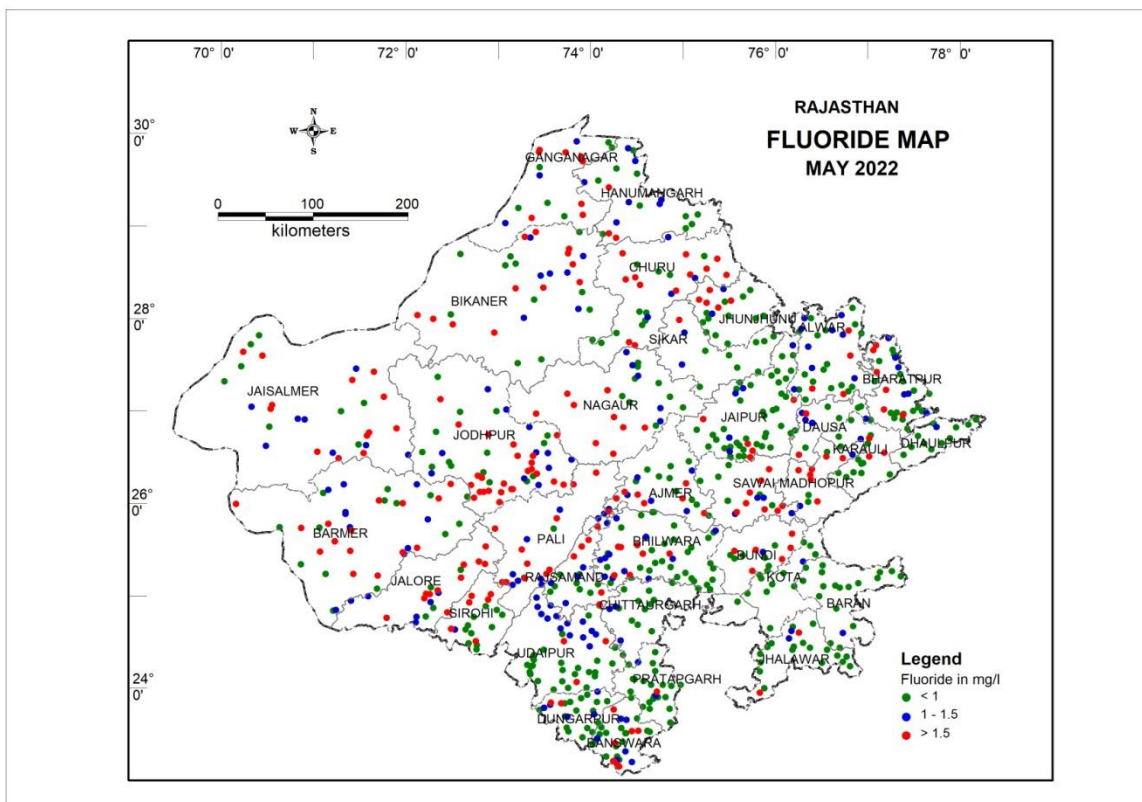 70° 0' 72° 0' 74° 0' 76° 0' 78° 0'
RAJASTHAN
FLUORIDE MAP
MAY 2022
N
W E
S
30°
0'
0 100 200
kilometers
GANGANAGAR
HANUMANGARH
CHURU
BIKANER
28°
0'
JHUNJHUNU
ALWAR
SIKAR
BHARATPUR
JAISALMER
NAGAUR
JAIPUR
DAUSA
JODHPUR
DHAULPUR
KARAULI
SAWAI MADHOPUR
AJMER
26°
0'
BARMER
PALI
BHILWARA
BUNDI
RAJSAMAND
KOTA
JALORE
CHITTAURGARH
BARAN
SIROHI
UDAIPUR
JHALAWAR
PRATAPGARH
24°
0'
DUNGARPUR
BANSWARA
Legend
Fluoride in mg/l
< 1
1 - 1.5
> 1.5